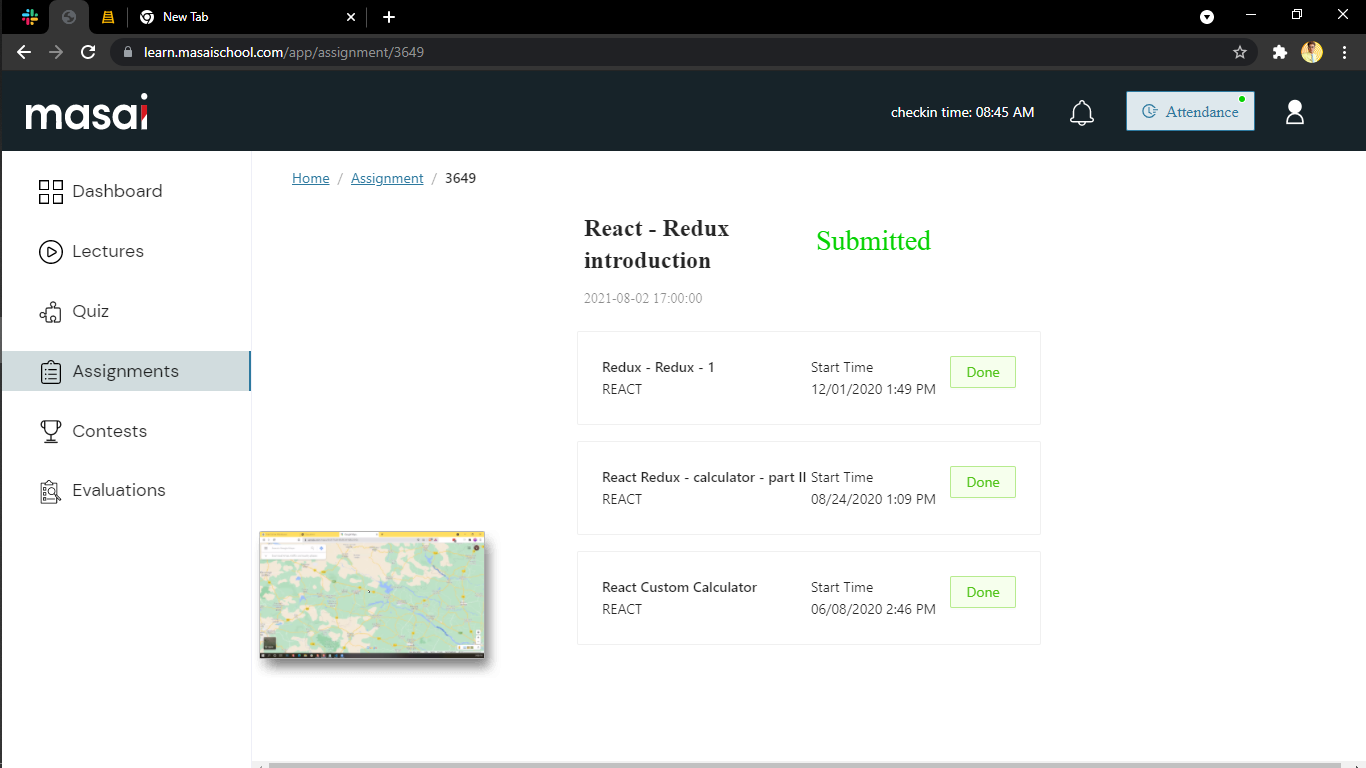 New Tab
learn.masaischool.com/app/assignment/3649
masai
checkin time: 08:45 AM
Attendance
Dashboard
Lectures
Quiz
Assignments
Contests
Evaluations
Home / Assignment / 3649
React - Redux
introduction
Submitted
2021-08-02 17:00:00
Redux - Redux - 1
REACT
Start Time
12/01/2020 1:49 PM
Done
React Redux - calculator - part II
REACT
Start Time
08/24/2020 1:09 PM
Done
React Custom Calculator
REACT
Start Time
06/08/2020 2:46 PM
Done